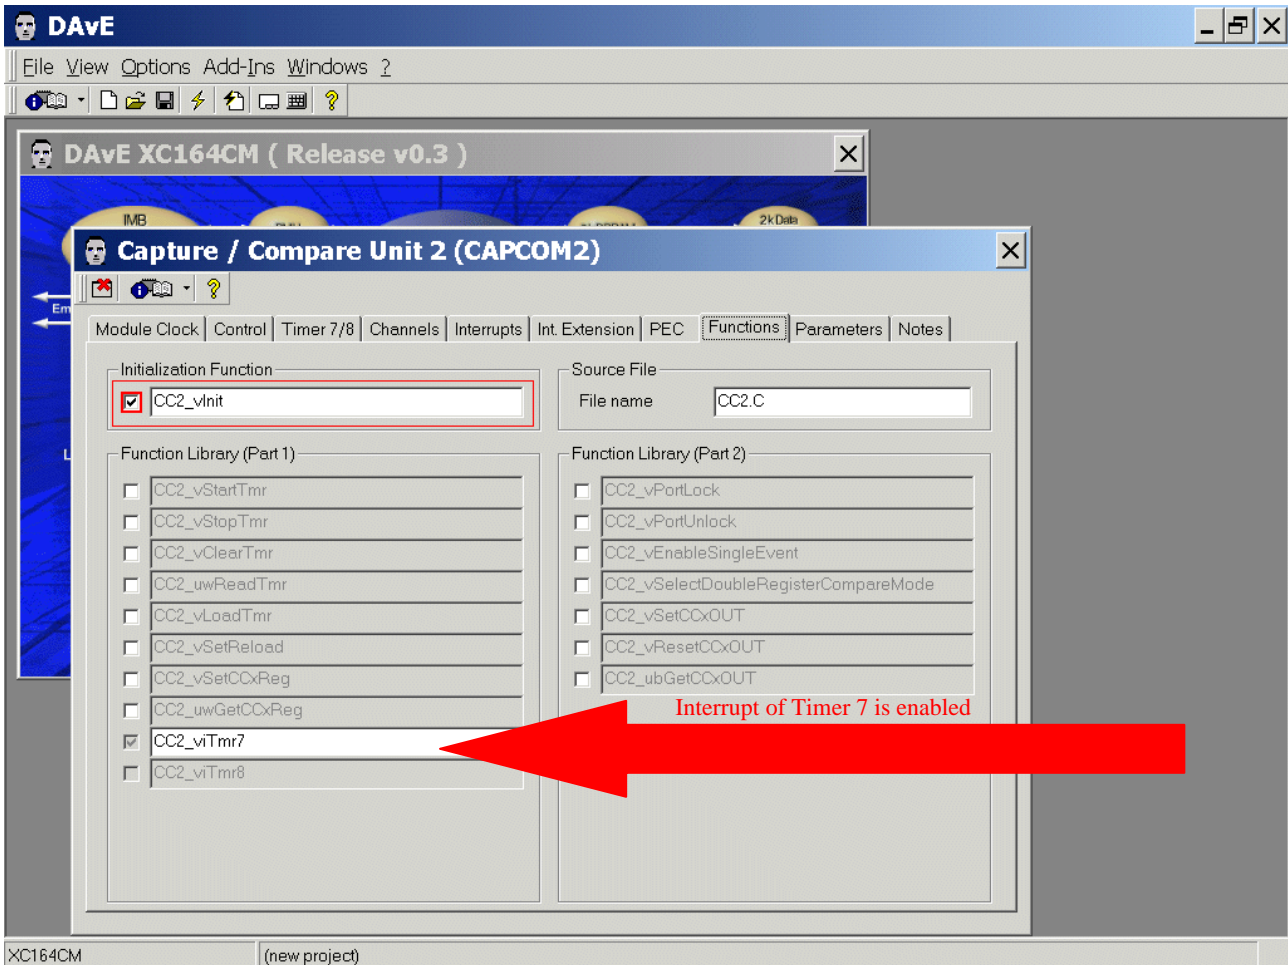 DAvE
File View Options Add-Ins Windows ?
DAvE XC164CM ( Release v0.3 )
IMB
2k Data
Em
L
Capture / Compare Unit 2 (CAPCOM2)
Module Clock Control Timer 7/8 Channels Interrupts Int. Extension PEC Functions Parameters Notes
Initialization Function
CC2_vInit
Source File
File name CC2.C
Function Library (Part 1)
CC2_vStartTmr
CC2_vStopTmr
CC2_vClearTmr
CC2_uwReadTmr
CC2_vLoadTmr
CC2_vSetReload
CC2_vSetCCxReg
CC2_uwGetCCxReg
CC2_viTmr7
CC2_viTmr8
Function Library (Part 2)
CC2_vPortLock
CC2_vPortUnlock
CC2_vEnableSingleEvent
CC2_vSelectDoubleRegisterCompareMode
CC2_vSetCCxOUT
CC2_vResetCCxOUT
CC2_ubGetCCxOUT
Interrupt of Timer 7 is enabled
XC164CM (new project)